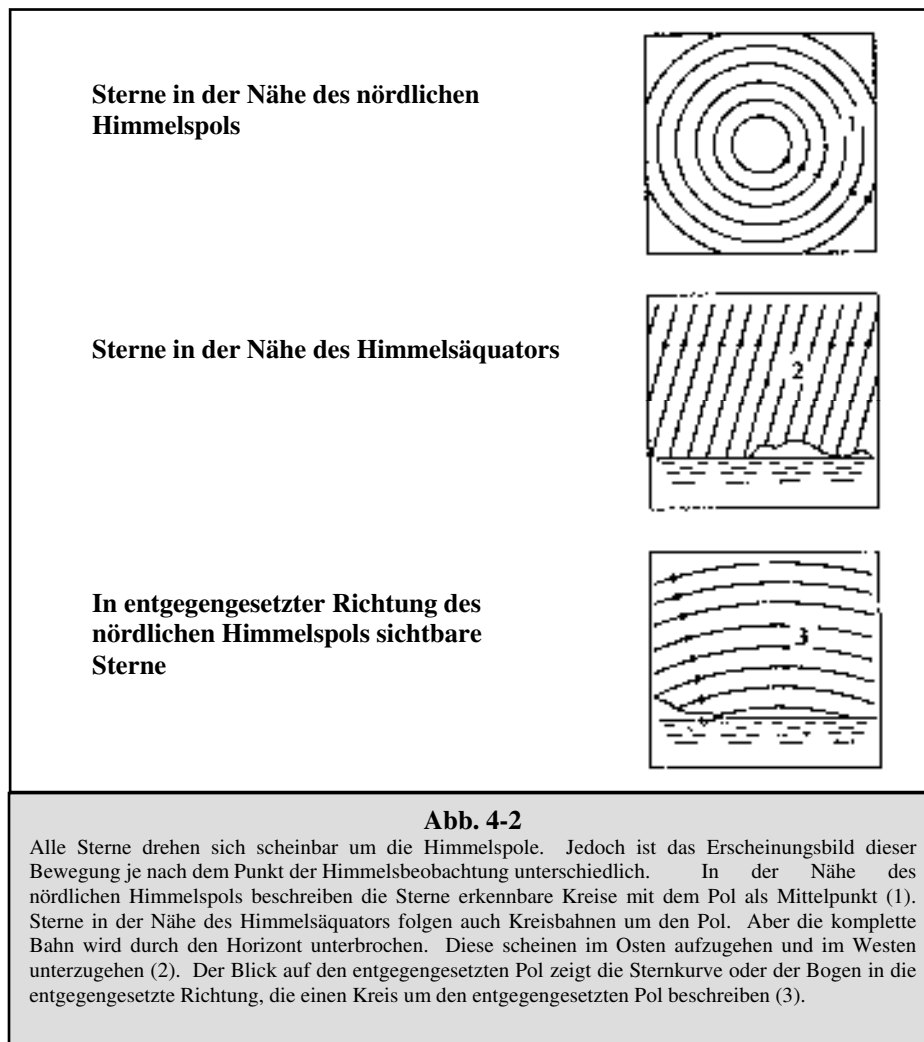 Sterne in der Nähe des nördlichen
Himmelspols
1
Sterne in der Nähe des Himmelsäquators
2
In entgegengesetzter Richtung des
nördlichen Himmelspols sichtbare
Sterne
3
Abb. 4-2
Alle Sterne drehen sich scheinbar um die Himmelspole. Jedoch ist das Erscheinungsbild dieser
Bewegung je nach dem Punkt der Himmelsbeobachtung unterschiedlich. In der Nähe des
nördlichen Himmelspols beschreiben die Sterne erkennbare Kreise mit dem Pol als Mittelpunkt (1).
Sterne in der Nähe des Himmelsäquators folgen auch Kreisbahnen um den Pol. Aber die komplette
Bahn wird durch den Horizont unterbrochen. Diese scheinen im Osten aufzugehen und im Westen
unterzugehen (2). Der Blick auf den entgegengesetzten Pol zeigt die Sternkurve oder der Bogen in die
entgegengesetzte Richtung, die einen Kreis um den entgegengesetzten Pol beschreiben (3).